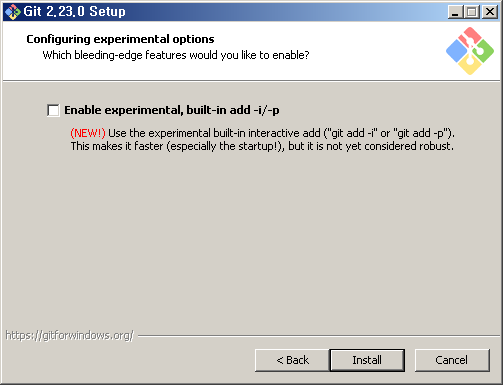 Git 2,23,0 Setup
Configuring experimental options
Which bleeding-edge features would you like to enable?
Enable experimental, built-in add -i/-p
(NEW!) Use the experimental built-in interactive add ("git add -i" or "git add -p").
This makes it faster (especially the startup!), but it is not yet considered robust.
https://gitforwindows.org/
< Back Install Cancel